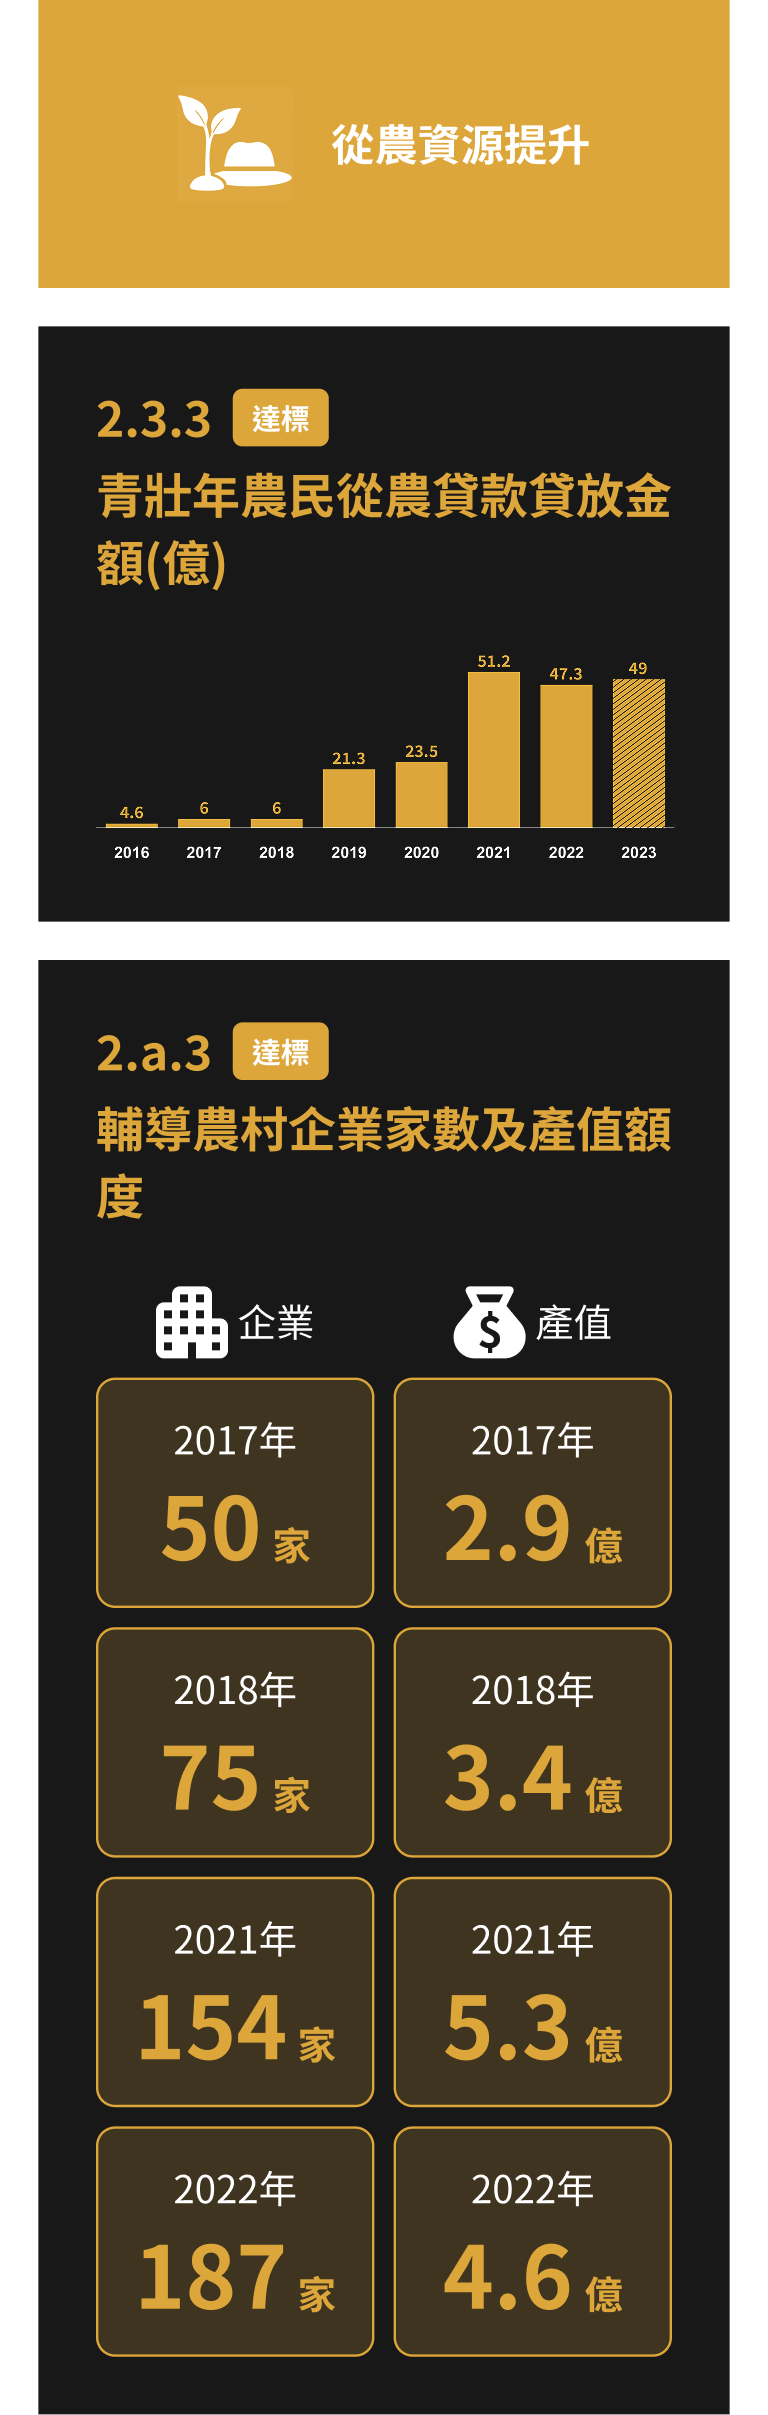 從農資源提升
2.3.3 達標
青壯年農民從農貸款貸放金
額(億)
4.6 6 6 21.3 23.5 51.2 47.3 49
2016 2017 2018 2019 2020 2021 2022 2023
2.a.3 達標
輔導農村企業家數及產值額
度
企業 產值
2017年 2017年
50 家 2.9 億
2018年 2018年
75 家 3.4 億
2021年 2021年
154 家 5.3 億
2022年 2022年
187 家 4.6 億